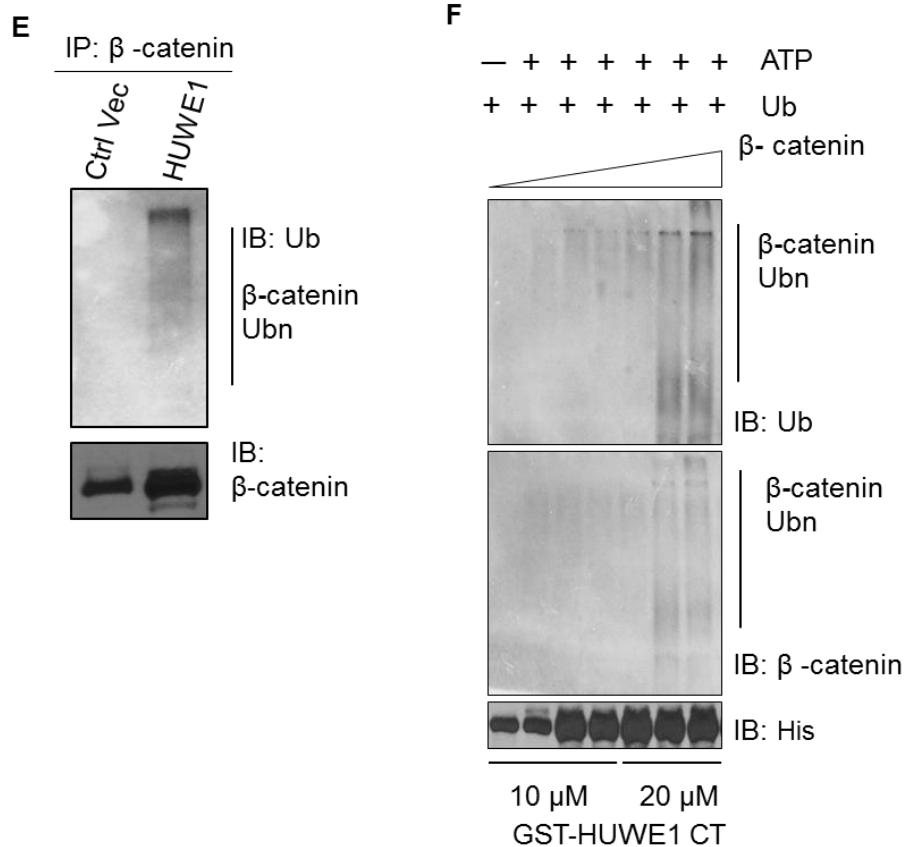 E
IP: β -catenin
Ctrl Vec
HUWE1
IB: Ub
β-catenin
Ubn
IB:
β-catenin
F
— + + + + + + ATP
+ + + + + + + Ub
β- catenin
β-catenin
Ubn
IB: Ub
β-catenin
Ubn
IB: β -catenin
IB: His
10 µM 20 µM
GST-HUWE1 CT